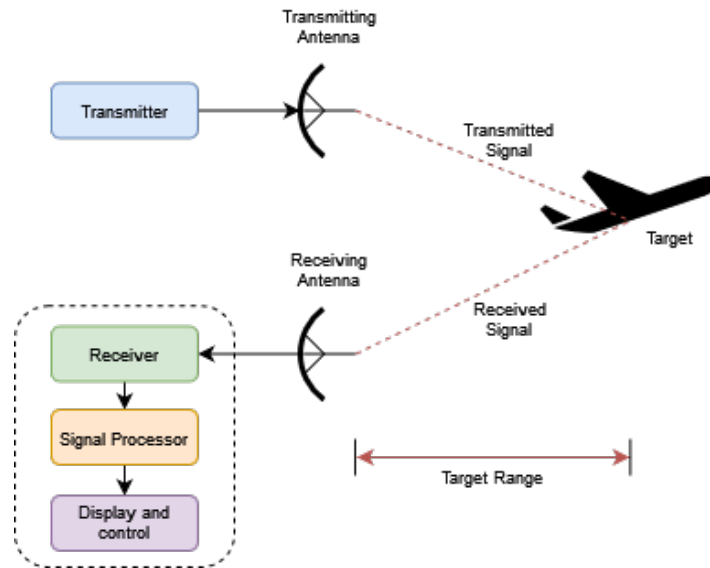 Transmitting
Antenna
Transmitter
Transmitted
Signal
Target
Receiving
Antenna
Received
Signal
Receiver
Signal Processor
Target Range
Display and
control